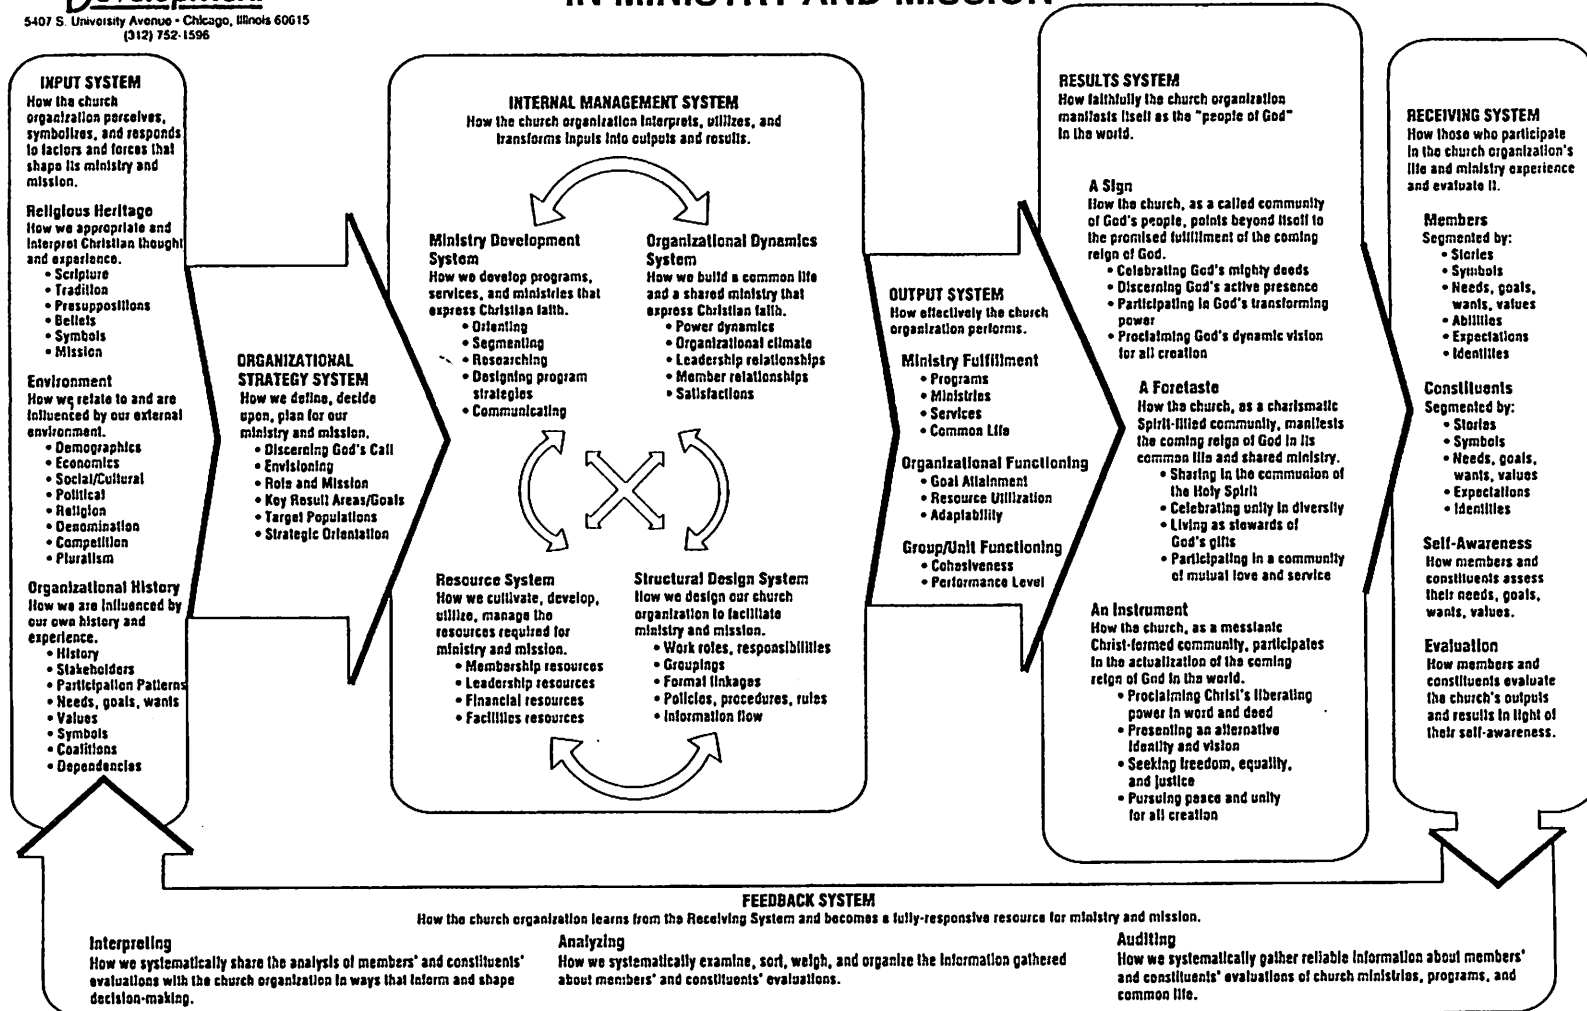 Development
5407 S. University Avenue • Chicago, Illinois 60615
(312) 752-1596
IN MINISTRY AND MISSION
INPUT SYSTEM
How the church
organization perceives,
symbolizes, and responds
to factors and forces that
shape its ministry and
mission.
Religious Heritage
How we appropriate and
interpret Christian thought
and experience.
• Scripture
• Tradition
• Presuppositions
• Beliefs
• Symbols
• Mission
Environment
How we relate to and are
influenced by our external
environment.
• Demographics
• Economics
• Social/Cultural
• Political
• Religion
• Denomination
• Competition
• Pluralism
Organizational History
How we are influenced by
our own history and
experience.
• History
• Stakeholders
• Participation Patterns
• Needs, goals, wants
• Values
• Symbols
• Coalitions
• Dependencies
ORGANIZATIONAL
STRATEGY SYSTEM
How we define, decide
upon, plan for our
ministry and mission.
• Discerning God's Call
• Envisioning
• Role and Mission
• Key Result Areas/Goals
• Target Populations
• Strategic Orientation
INTERNAL MANAGEMENT SYSTEM
How the church organization interprets, utilizes, and
transforms inputs into outputs and results.
Ministry Development
System
How we develop programs,
services, and ministries that
express Christian faith.
• Orienting
• Segmenting
• Researching
• Designing program
strategies
• Communicating
Organizational Dynamics
System
How we build a common life
and a shared ministry that
express Christian faith.
• Power dynamics
• Organizational climate
• Leadership relationships
• Member relationships
• Satisfactions
Resource System
How we cultivate, develop,
utilize, manage the
resources required for
ministry and mission.
• Membership resources
• Leadership resources
• Financial resources
• Facilities resources
Structural Design System
How we design our church
organization to facilitate
ministry and mission.
• Work roles, responsibilities
• Groupings
• Formal linkages
• Policies, procedures, rules
• Information flow
OUTPUT SYSTEM
How effectively the church
organization performs.
Ministry Fulfillment
• Programs
• Ministries
• Services
• Common Life
Organizational Functioning
• Goal Attainment
• Resource Utilization
• Adaptability
Group/Unit Functioning
• Cohesiveness
• Performance Level
RESULTS SYSTEM
How faithfully the church organization
manifests itself as the "people of God"
in the world.
A Sign
How the church, as a called community
of God's people, points beyond itself to
the promised fulfillment of the coming
reign of God.
• Celebrating God's mighty deeds
• Discerning God's active presence
• Participating in God's transforming
power
• Proclaiming God's dynamic vision
for all creation
A Foretaste
How the church, as a charismatic
Spirit-filled community, manifests
the coming reign of God in its
common life and shared ministry.
• Sharing in the communion of
the Holy Spirit
• Celebrating unity in diversity
• Living as stewards of
God's gifts
• Participating in a community
of mutual love and service
An Instrument
How the church, as a messianic
Christ-formed community, participates
in the actualization of the coming
reign of God in the world.
• Proclaiming Christ's liberating
power in word and deed
• Presenting an alternative
identity and vision
• Seeking freedom, equality,
and justice
• Pursuing peace and unity
for all creation
RECEIVING SYSTEM
How those who participate
in the church organization's
life and ministry experience
and evaluate it.
Members
Segmented by:
• Stories
• Symbols
• Needs, goals,
wants, values
• Abilities
• Expectations
• Identities
Constituents
Segmented by:
• Stories
• Symbols
• Needs, goals,
wants, values
• Expectations
• Identities
Self-Awareness
How members and
constituents assess
their needs, goals,
wants, values.
Evaluation
How members and
constituents evaluate
the church's outputs
and results in light of
their self-awareness.
FEEDBACK SYSTEM
How the church organization learns from the Receiving System and becomes a fully-responsive resource for ministry and mission.
Interpreting
How we systematically share the analysis of members' and constituents'
evaluations with the church organization in ways that inform and shape
decision-making.
Analyzing
How we systematically examine, sort, weigh, and organize the information gathered
about members' and constituents' evaluations.
Auditing
How we systematically gather reliable information about members'
and constituents' evaluations of church ministries, programs, and
common life.